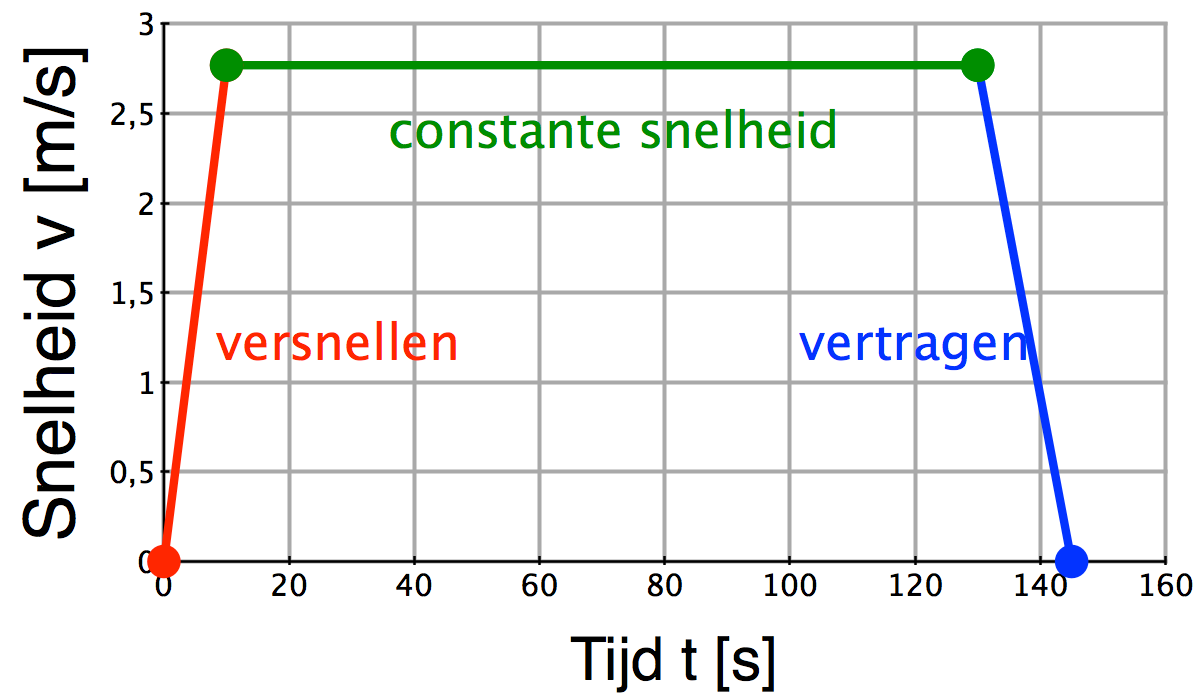 Snelheid v [m/s]
3
2,5
2
1,5
1
0,5
0
constante snelheid
versnellen
vertragen
0 20 40 60 80 100 120 140 160
Tijd t [s]